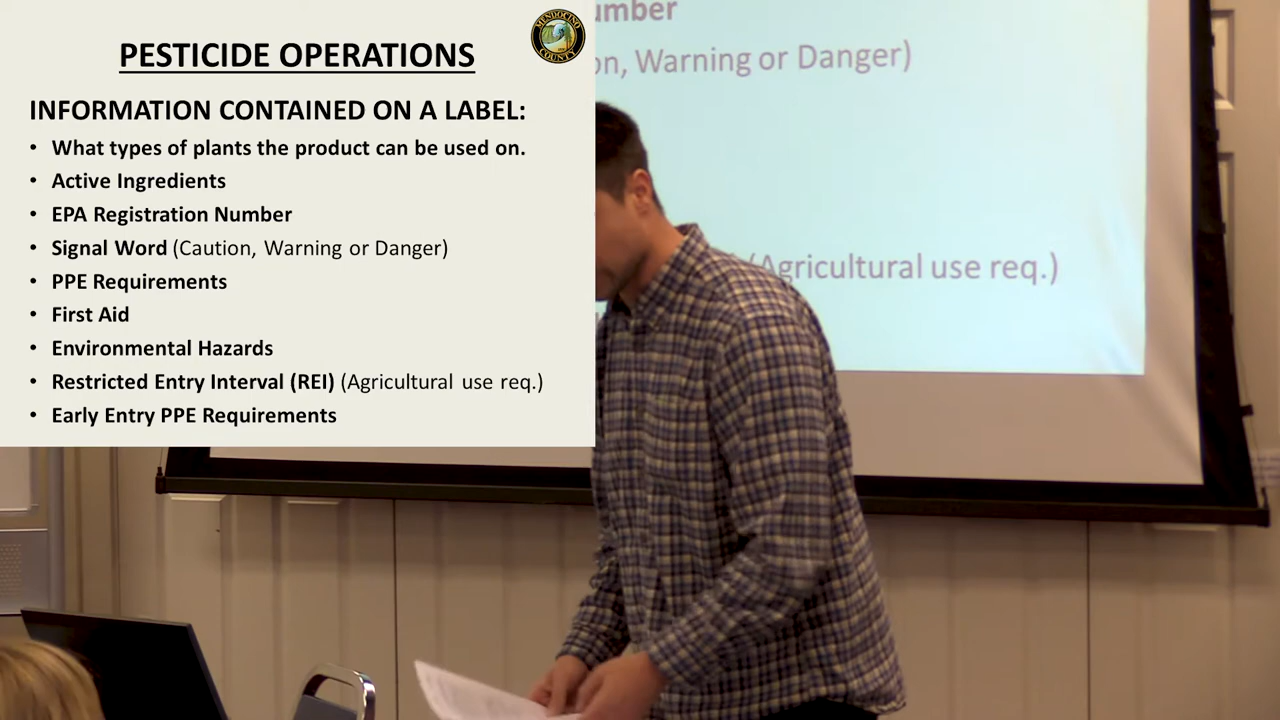 PESTICIDE OPERATIONS
MENDOCINO
COUNTY
INFORMATION CONTAINED ON A LABEL:
• What types of plants the product can be used on.
• Active Ingredients
• EPA Registration Number
• Signal Word (Caution, Warning or Danger)
• PPE Requirements
• First Aid
• Environmental Hazards
• Restricted Entry Interval (REI) (Agricultural use req.)
• Early Entry PPE Requirements
umber
on, Warning or Danger)
(Agricultural use req.)